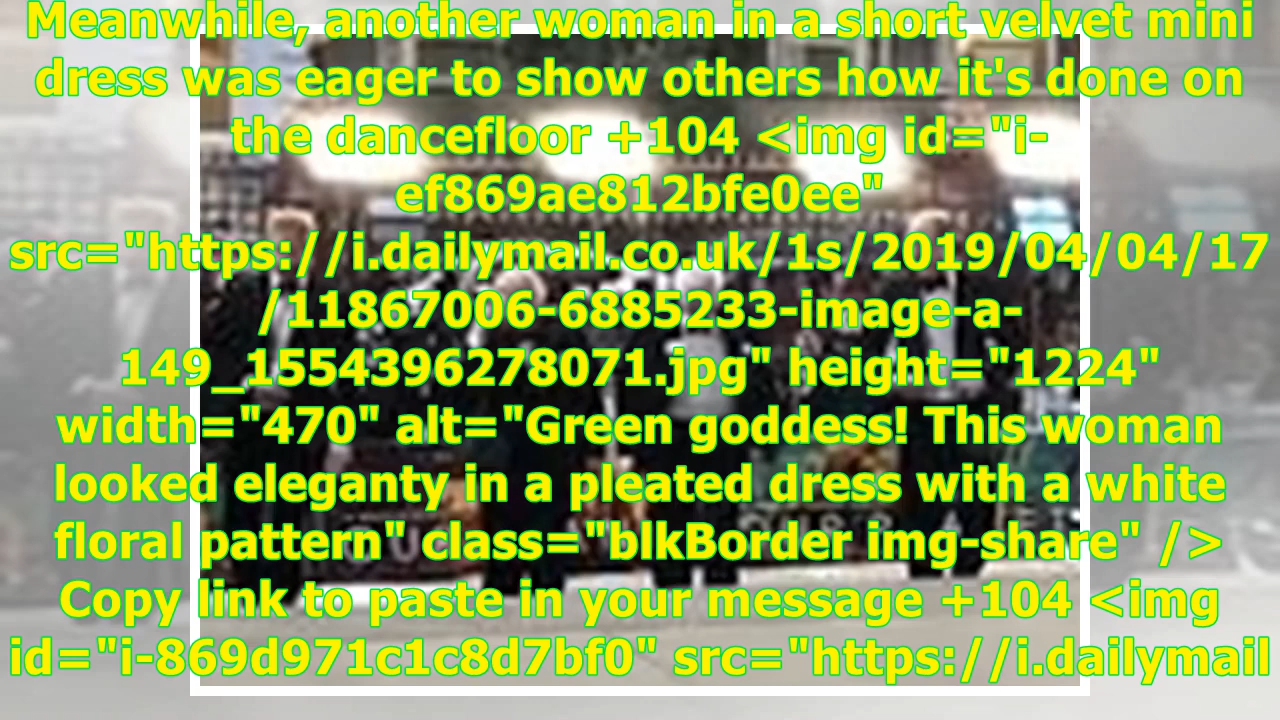 Meanwhile, another woman in a short velvet mini
dress was eager to show others how it's done on
the dancefloor +104 <img id="i-
ef869ae812bfe0ee"
src="https://i.dailymail.co.uk/1s/2019/04/04/17
/11867006-6885233-image-a-
149_1554396278071.jpg" height="1224"
width="470" alt="Green goddess! This woman
looked eleganty in a pleated dress with a white
floral pattern" class="blkBorder img-share" />
Copy link to paste in your message +104 <img
id="i-869d971c1c8d7bf0" src="https://i.dailymail